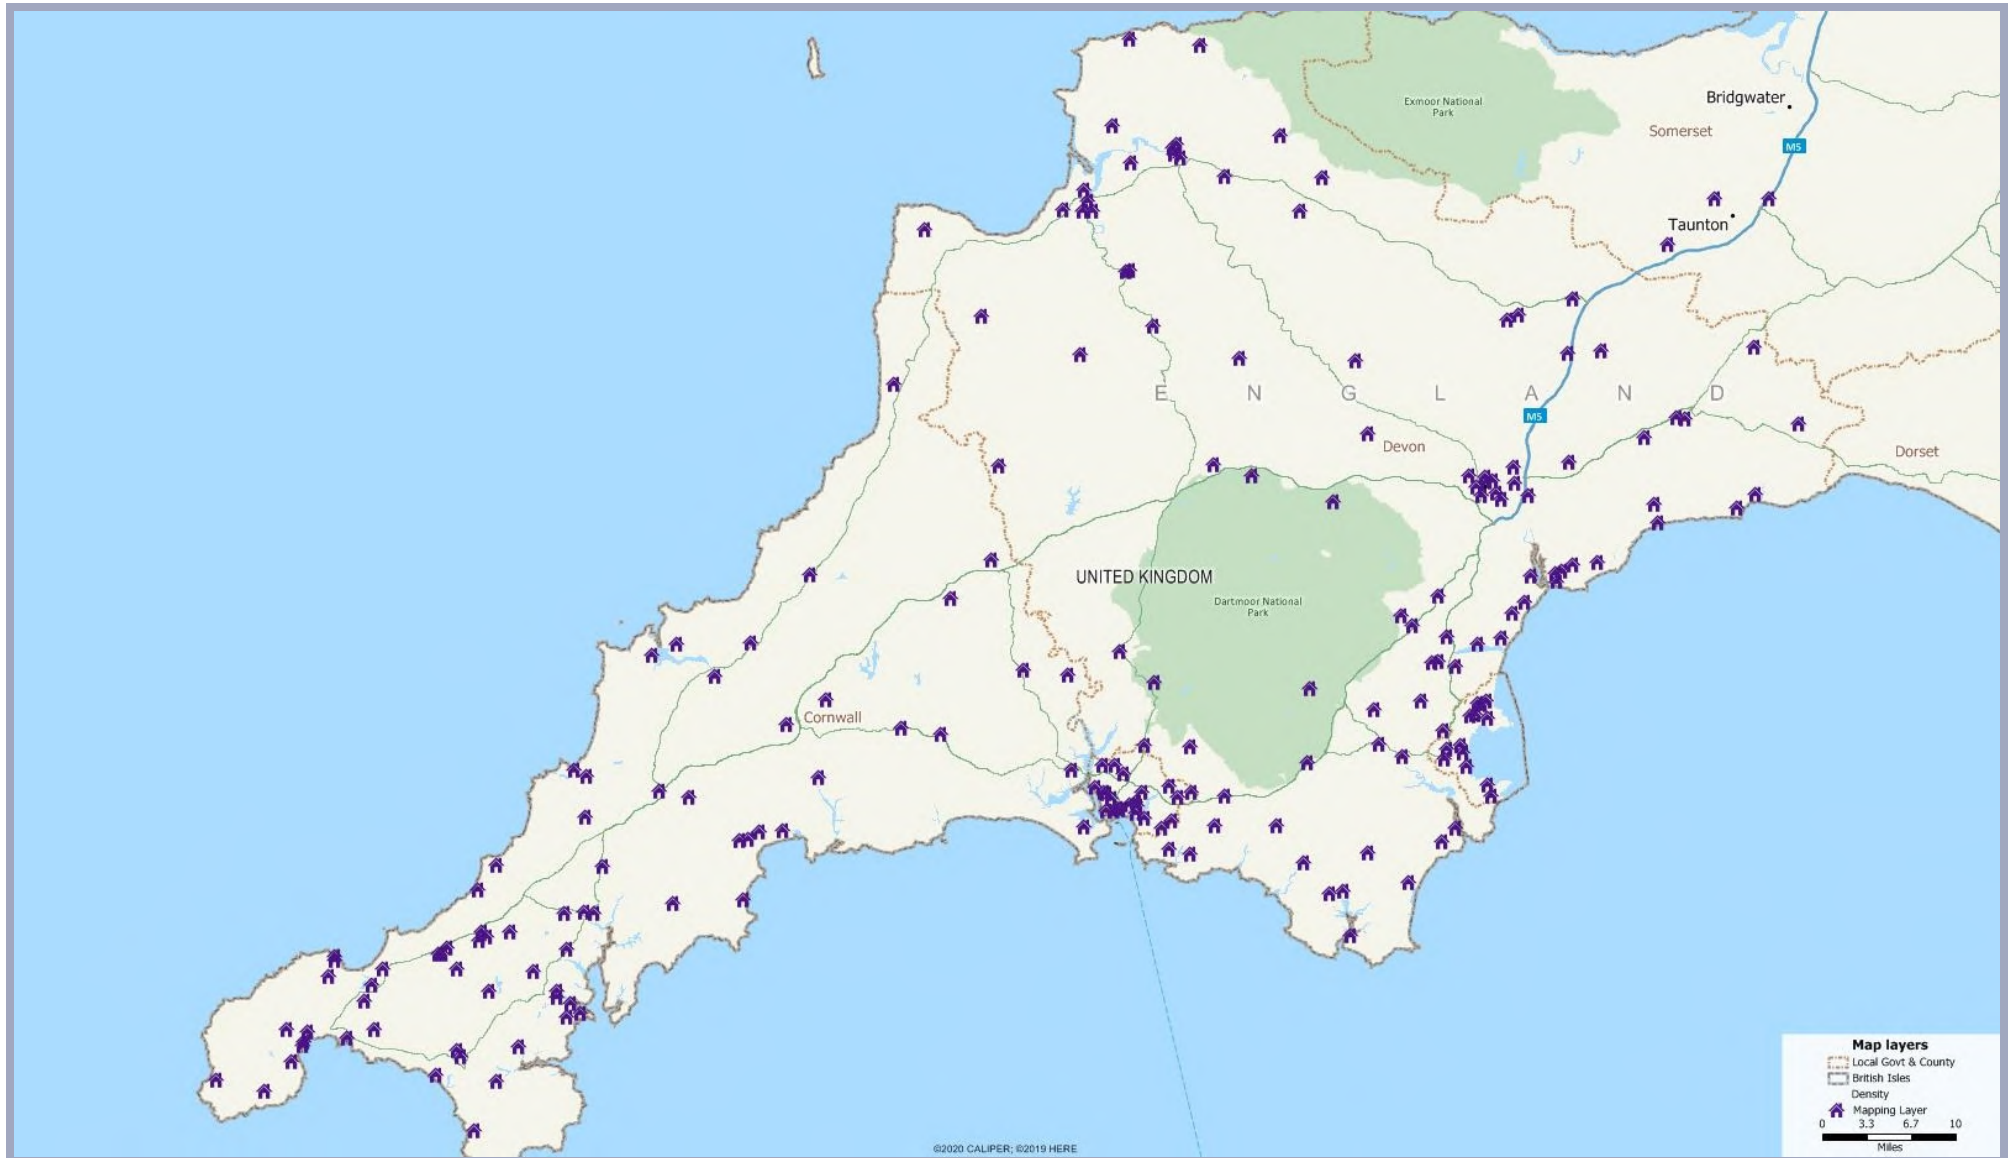 Exmoor National
Park
Bridgwater
Somerset
M5
Taunton
E N G L A N D
M5
Devon
Dorset
UNITED KINGDOM
Dartmoor National
Park
Cornwall
Map layers
Local Govt & County
British Isles
Density
Mapping Layer
0 3.3 6.7 10
Miles
©2020 CALIPER; ©2019 HERE